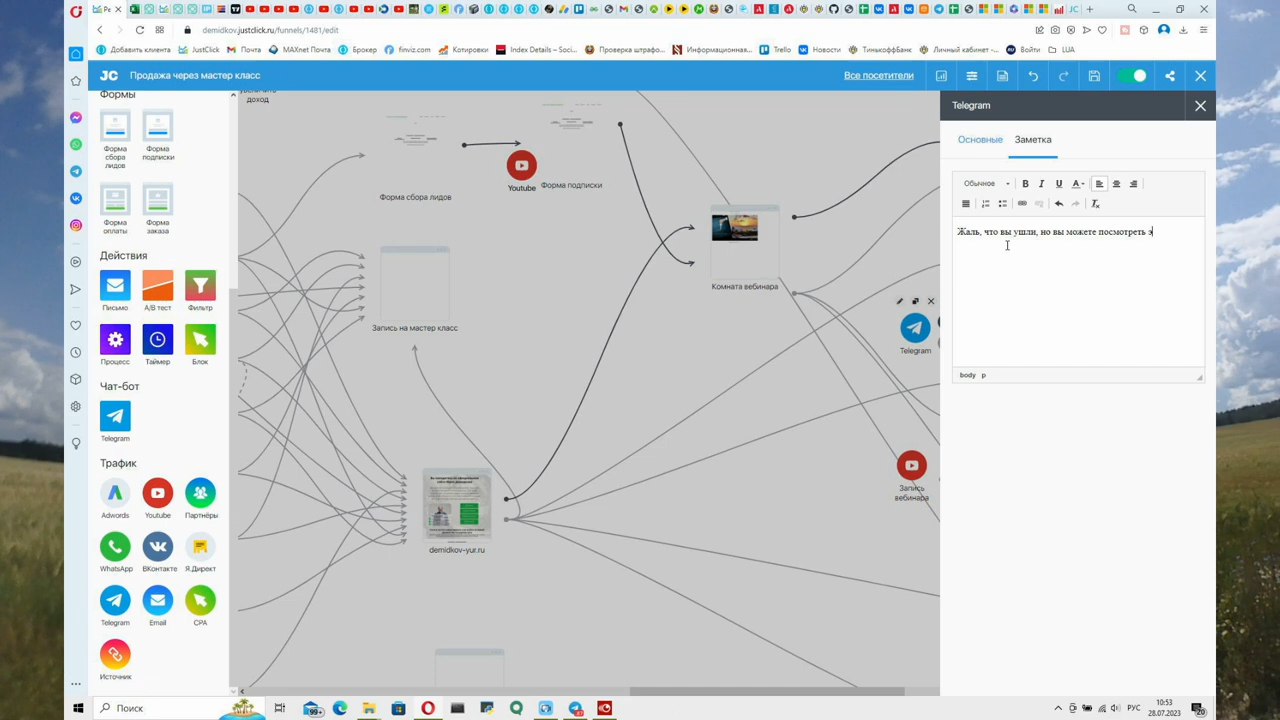 demidkov.justclick.ru/funnels/1481/edit
Добавить клиента
JustClick
Почта
MAXnet Почта
Брокер
finviz.com
Котировки
Index Details – Soci...
Проверка штрафо...
Информационная...
Trello
Новости
ТинькоффБанк
Личный кабинет -...
Войти
LUA
JC
Продажа через мастер класс
Все посетители
Формы
Форма
сбора
лидов
Форма
подписки
Форма
оплаты
Форма
заказа
Действия
Письмо
A/B тест
Фильтр
Процесс
Таймер
Блок
Чат-бот
Telegram
Трафик
Adwords
Youtube
Партнёры
WhatsApp
ВКонтакте
Я.Директ
Telegram
Email
CPA
Источник
доход
Форма сбора лидов
Youtube
Форма подписки
Запись на мастер класс
Комната вебинара
demidkov-yur.ru
Telegram
Запись
вебинара
Telegram
Основные
Заметка
Обычное
Жаль, что вы ушли, но вы можете посмотреть з
body p
Поиск
99+
РУС
10:53
28.07.2023
20